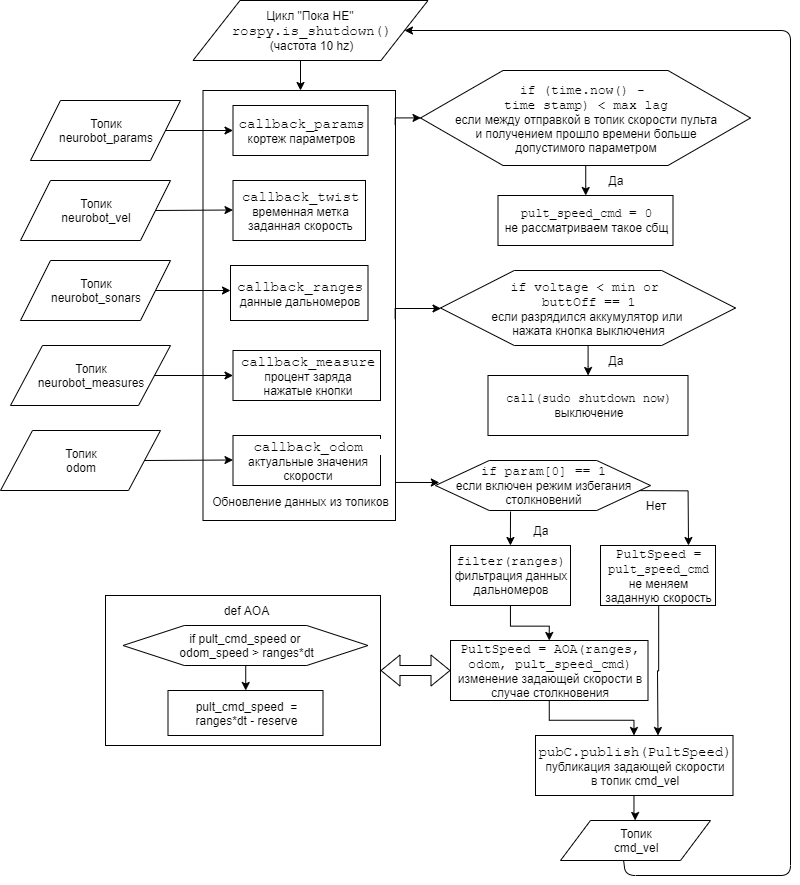 Цикл "Пока НЕ"
rospy.is_shutdown()
(частота 10 hz)
Топик
neurobot_params
callback_params
кортеж параметров
Топик
neurobot_vel
callback_twist
временная метка
заданная скорость
Топик
neurobot_sonars
callback_ranges
данные дальномеров
Топик
neurobot_measures
callback_measure
процент заряда
нажатые кнопки
Топик
odom
callback_odom
актуальные значения
скорости
Обновление данных из топиков
if (time.now() -
time stamp) < max lag
если между отправкой в топик скорости пульта
и получением прошло времени больше
допустимого параметром
Да
pult_speed_cmd = 0
не рассматриваем такое сбщ
if voltage < min or
buttOff == 1
если разрядился аккумулятор или
нажата кнопка выключения
Да
call(sudo shutdown now)
выключение
if param[0] == 1
если включен режим избегания
столкновений
Нет
Да
filter(ranges)
фильтрация данных
дальномеров
PultSpeed =
pult_speed_cmd
не меняем
заданную скорость
def AOA
if pult_cmd_speed or
odom_speed > ranges*dt
pult_cmd_speed =
ranges*dt - reserve
PultSpeed = AOA(ranges,
odom, pult_speed_cmd)
изменение задающей скорости в
случае столкновения
pubC.publish(PultSpeed)
публикация задающей скорости
в топик cmd_vel
Топик
cmd_vel